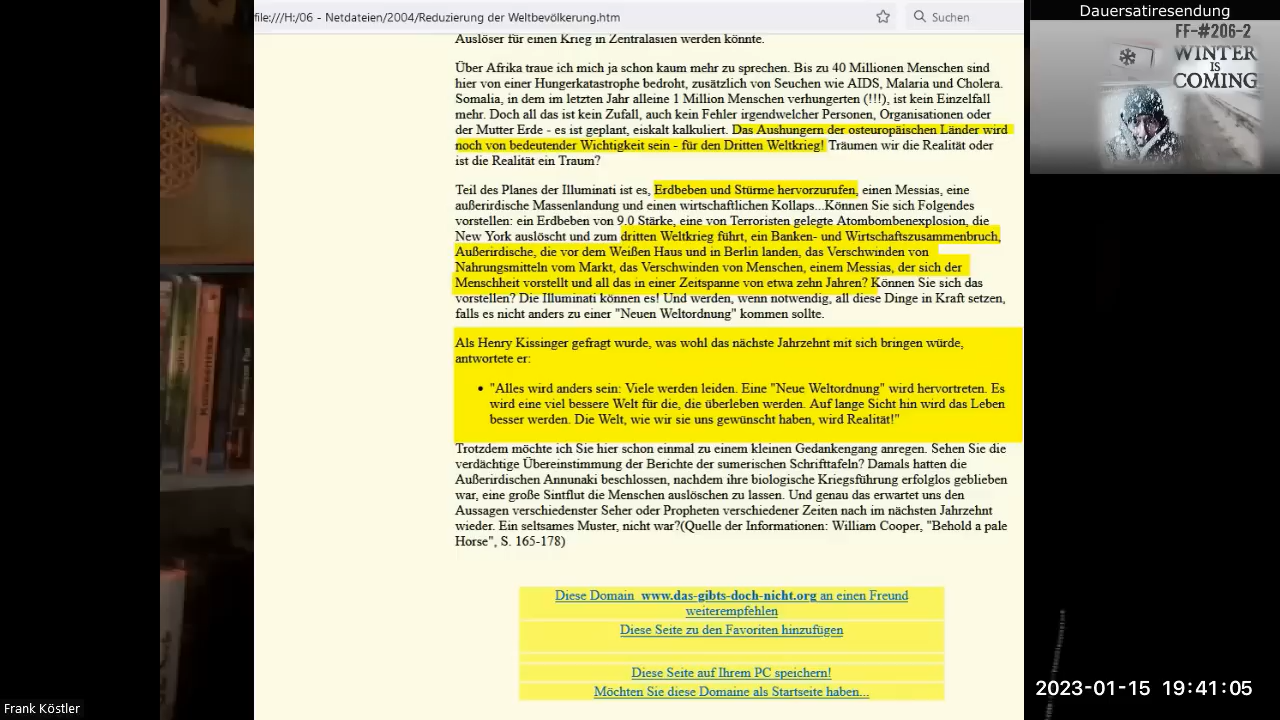 file:///H:/06 - Netdateien/2004/Reduzierung der Weltbevölkerung.htm
Suchen
Dauersatiresendung
FF-#206-2
WINTER
IS
COMING
Auslöser für einen Krieg in Zentralasien werden könnte.
Über Afrika traue ich mich ja schon kaum mehr zu sprechen. Bis zu 40 Millionen Menschen sind
hier von einer Hungerkatastrophe bedroht, zusätzlich von Seuchen wie AIDS, Malaria und Cholera.
Somalia, in dem im letzten Jahr alleine 1 Million Menschen verhungerten (!!!), ist kein Einzelfall
mehr. Doch all das ist kein Zufall, auch kein Fehler irgendwelcher Personen, Organisationen oder
der Mutter Erde - es ist geplant, eiskalt kalkuliert. Das Aushungern der osteuropäischen Länder wird
noch von bedeutender Wichtigkeit sein - für den Dritten Weltkrieg! Träumen wir die Realität oder
ist die Realität ein Traum?
Teil des Planes der Illuminati ist es, Erdbeben und Stürme hervorzurufen, einen Messias, eine
außerirdische Massenlandung und einen wirtschaftlichen Kollaps...Können Sie sich Folgendes
vorstellen: ein Erdbeben von 9.0 Stärke, eine von Terroristen gelegte Atombombenexplosion, die
New York auslöscht und zum dritten Weltkrieg führt, ein Banken- und Wirtschaftszusammenbruch,
Außerirdische, die vor dem Weißen Haus und in Berlin landen, das Verschwinden von
Nahrungsmitteln vom Markt, das Verschwinden von Menschen, einem Messias, der sich der
Menschheit vorstellt und all das in einer Zeitspanne von etwa zehn Jahren? Können Sie sich das
vorstellen? Die Illuminati können es! Und werden, wenn notwendig, all diese Dinge in Kraft setzen,
falls es nicht anders zu einer "Neuen Weltordnung" kommen sollte.
Als Henry Kissinger gefragt wurde, was wohl das nächste Jahrzehnt mit sich bringen würde,
antwortete er:
• "Alles wird anders sein: Viele werden leiden. Eine "Neue Weltordnung" wird hervortreten. Es
wird eine viel bessere Welt für die, die überleben werden. Auf lange Sicht hin wird das Leben
besser werden. Die Welt, wie wir sie uns gewünscht haben, wird Realität!"
Trotzdem möchte ich Sie hier schon einmal zu einem kleinen Gedankengang anregen. Sehen Sie die
verdächtige Übereinstimmung der Berichte der sumerischen Schrifttafeln? Damals hatten die
Außerirdischen Annunaki beschlossen, nachdem ihre biologische Kriegsführung erfolglos geblieben
war, eine große Sintflut die Menschen auslöschen zu lassen. Und genau das erwartet uns den
Aussagen verschiedenster Seher oder Propheten verschiedener Zeiten nach im nächsten Jahrzehnt
wieder. Ein seltsames Muster, nicht war?(Quelle der Informationen: William Cooper, "Behold a pale
Horse", S. 165-178)
Diese Domain www.das-gibts-doch-nicht.org an einen Freund
weiterempfehlen
Diese Seite zu den Favoriten hinzufügen
Diese Seite auf Ihrem PC speichern!
Möchten Sie diese Domaine als Startseite haben...
2023-01-15 19:41:05
Frank Köstler